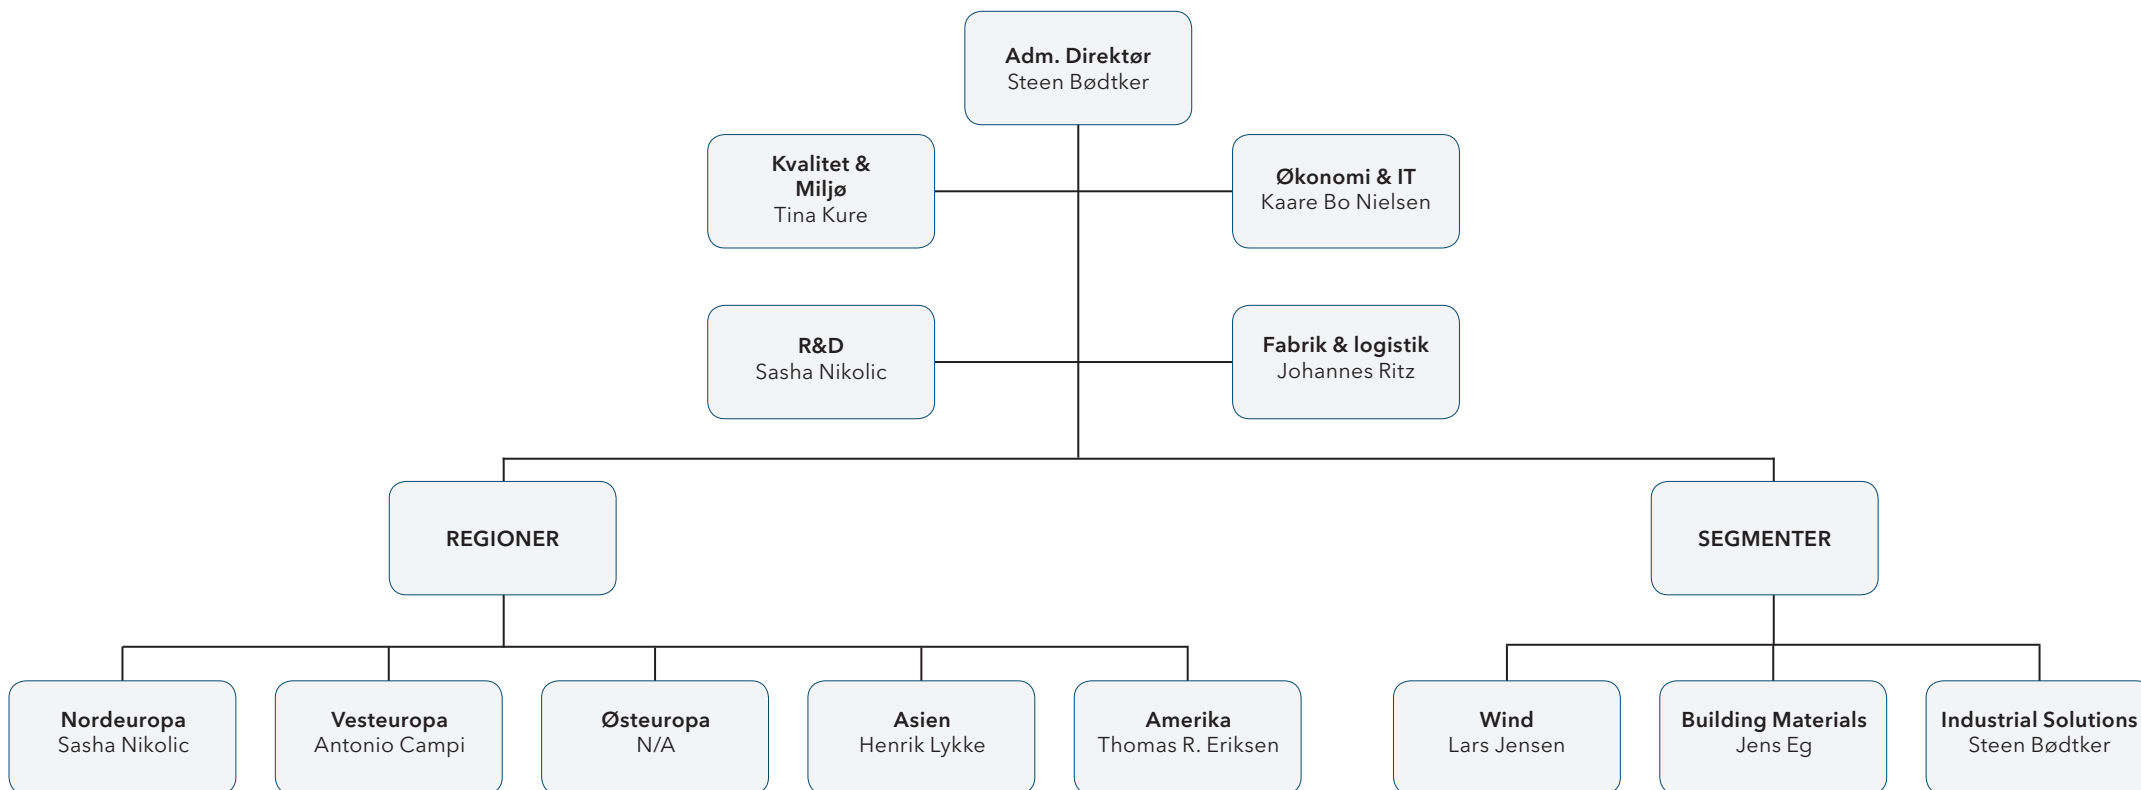 Adm. Direktør
Steen Bødtker
Kvalitet &
Miljø
Tina Kure
Økonomi & IT
Kaare Bo Nielsen
R&D
Sasha Nikolic
Fabrik & logistik
Johannes Ritz
REGIONER
SEGMENTER
Nordeuropa
Sasha Nikolic
Vesteuropa
Antonio Campi
Østeuropa
N/A
Asien
Henrik Lykke
Amerika
Thomas R. Eriksen
Wind
Lars Jensen
Building Materials
Jens Eg
Industrial Solutions
Steen Bødtker